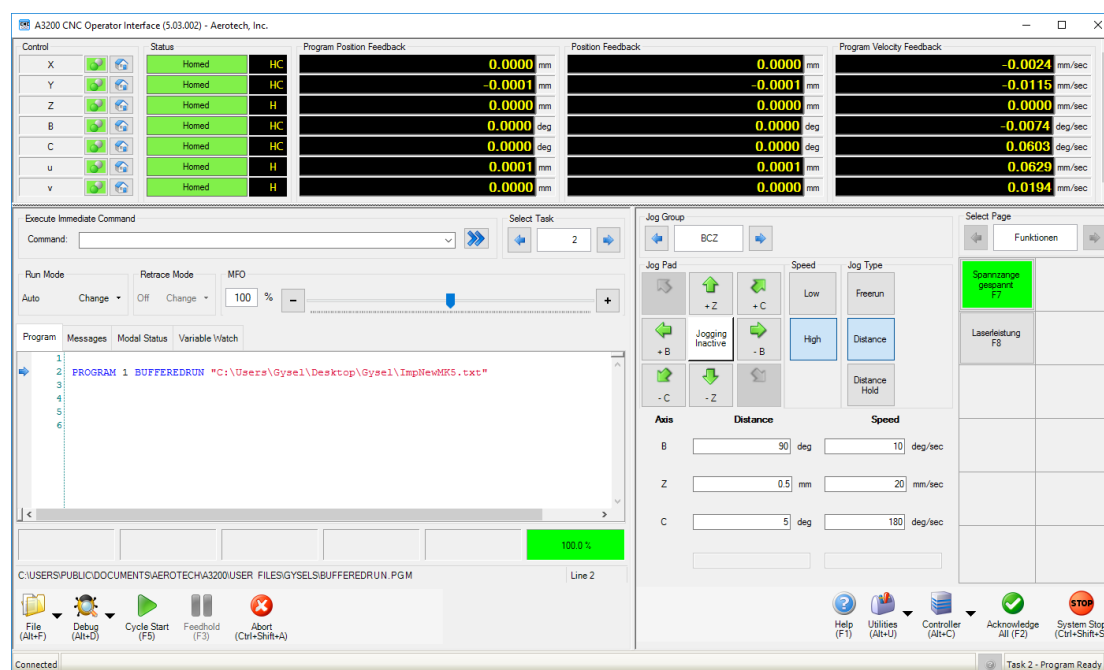 A3200 CNC Operator Interface (5.03.002) - Aerotech, Inc.
Control Status Program Position Feedback Position Feedback Program Velocity Feedback
X Homed HC 0.0000 mm 0.0000 mm -0.0024 mm/sec
Y Homed HC -0.0001 mm -0.0001 mm -0.0115 mm/sec
Z Homed H 0.0000 mm 0.0000 mm 0.0000 mm/sec
B Homed HC 0.0000 deg 0.0000 deg -0.0074 deg/sec
C Homed HC 0.0000 deg 0.0000 deg 0.0603 deg/sec
u Homed H 0.0001 mm 0.0001 mm 0.0629 mm/sec
v Homed H 0.0000 mm 0.0000 mm 0.0194 mm/sec
Execute Immediate Command
Command:
Select Task
2
Run Mode
Auto Change
Retrace Mode
Off Change
MFO
100 % - +
Program Messages Modal Status Variable Watch
1
2 PROGRAM 1 BUFFEREDRUN "C:\Users\Gysel\Desktop\Gysel\ImpNewMK5.txt"
3
4
5
6
100.0 %
C:\USERS\PUBLIC\DOCUMENTS\AEROTECH\A3200\USER FILES\GYSELS\BUFFEREDRUN.PGM Line 2
File
(Alt+F)
Debug
(Alt+D)
Cycle Start
(F5)
Feedhold
(F3)
Abort
(Ctrl+Shift+A)
Jog Group
BCZ
Select Page
Funktionen
Jog Pad
+ Z
+ C
+ B
Jogging
Inactive
- B
- C
- Z
Speed
Low
High
Jog Type
Freerun
Distance
Distance
Hold
Spannzange
gespannt
F7
Laserleistung
F8
Axis Distance Speed
B 90 deg 10 deg/sec
Z 0.5 mm 20 mm/sec
C 5 deg 180 deg/sec
Help
(F1)
Utilities
(Alt+U)
Controller
(Alt+C)
Acknowledge
All (F2)
STOP
System Stop
(Ctrl+Shift+S
Connected Task 2 - Program Ready